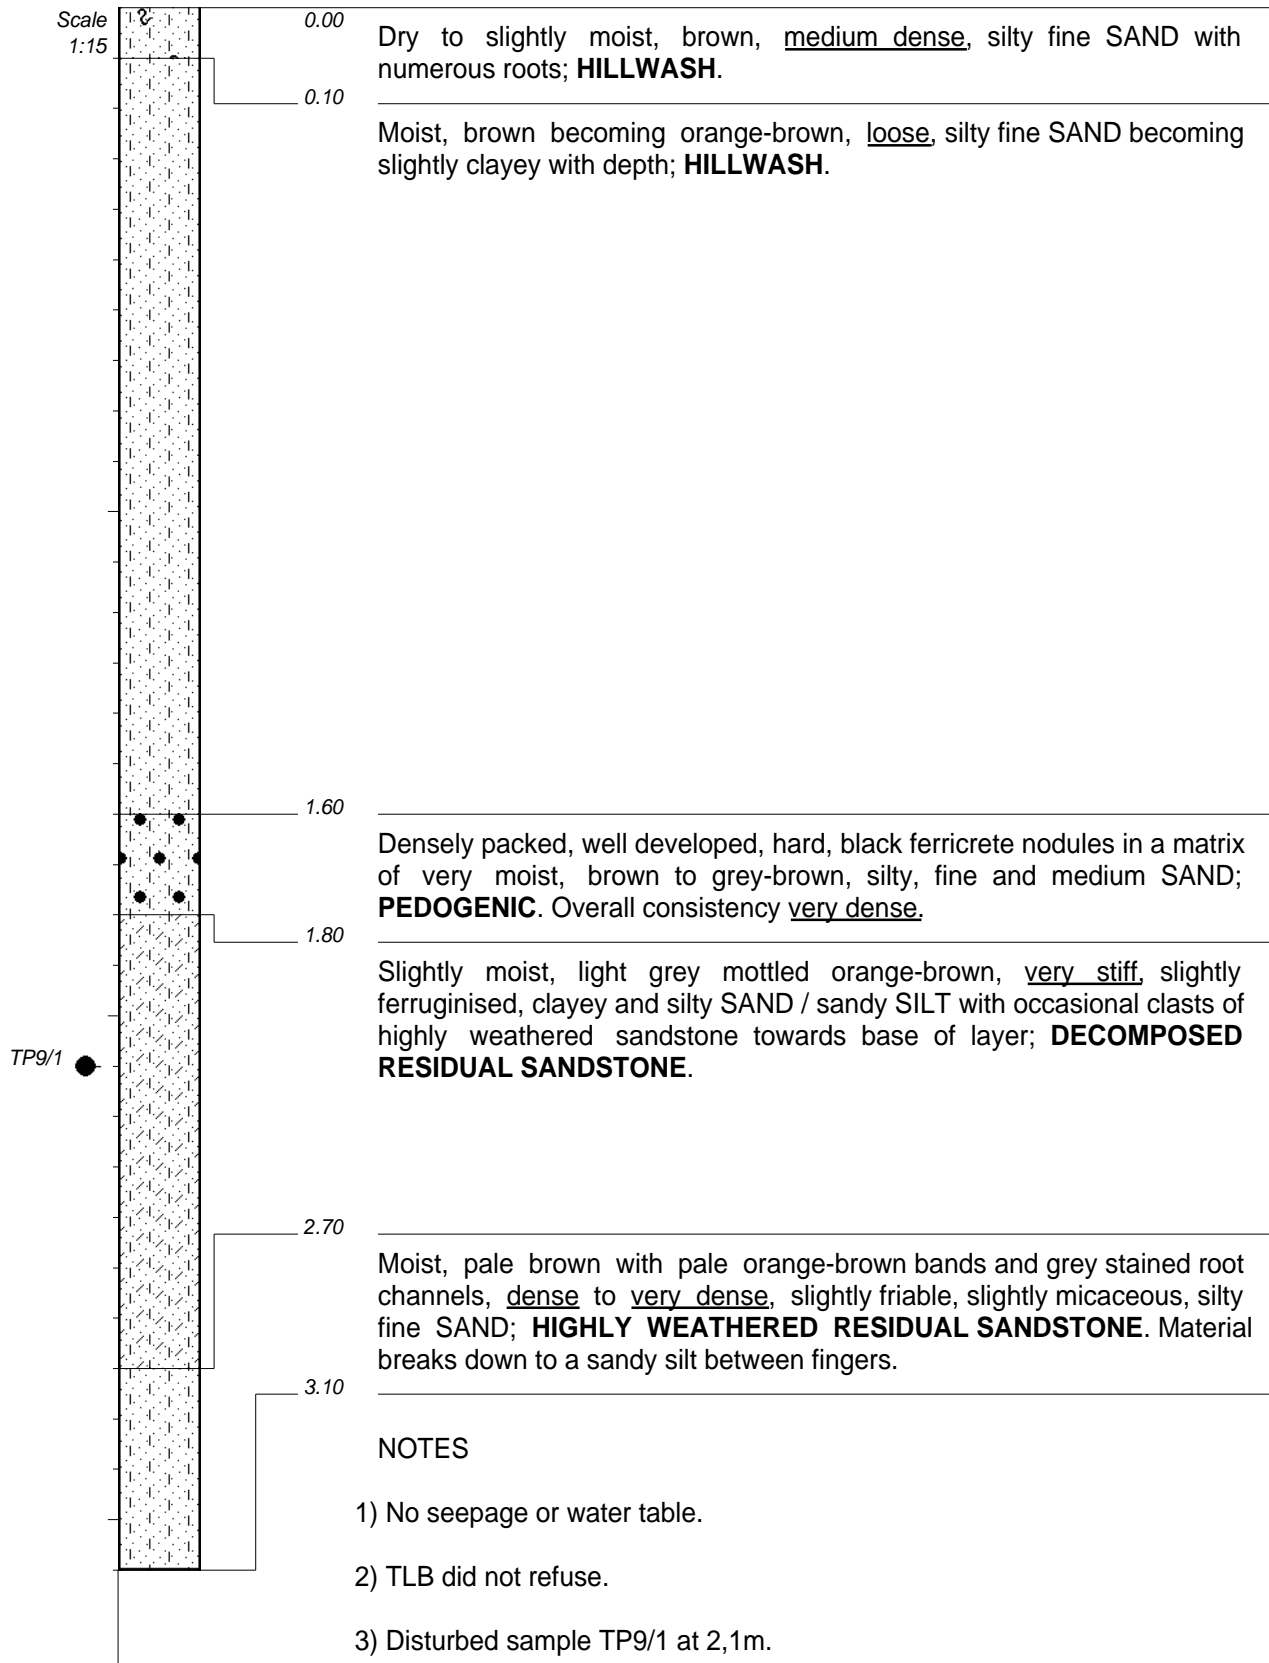 Scale
1:15
0.00
Dry to slightly moist, brown, medium dense, silty fine SAND with
numerous roots; HILLWASH.
0.10
Moist, brown becoming orange-brown, loose, silty fine SAND becoming
slightly clayey with depth; HILLWASH.
1.60
Densely packed, well developed, hard, black ferricrete nodules in a matrix
of very moist, brown to grey-brown, silty, fine and medium SAND;
PEDOGENIC. Overall consistency very dense.
1.80
Slightly moist, light grey mottled orange-brown, very stiff, slightly
ferruginised, clayey and silty SAND / sandy SILT with occasional clasts of
highly weathered sandstone towards base of layer; DECOMPOSED
RESIDUAL SANDSTONE.
TP9/1
2.70
Moist, pale brown with pale orange-brown bands and grey stained root
channels, dense to very dense, slightly friable, slightly micaceous, silty
fine SAND; HIGHLY WEATHERED RESIDUAL SANDSTONE. Material
breaks down to a sandy silt between fingers.
3.10
NOTES
1) No seepage or water table.
2) TLB did not refuse.
3) Disturbed sample TP9/1 at 2,1m.